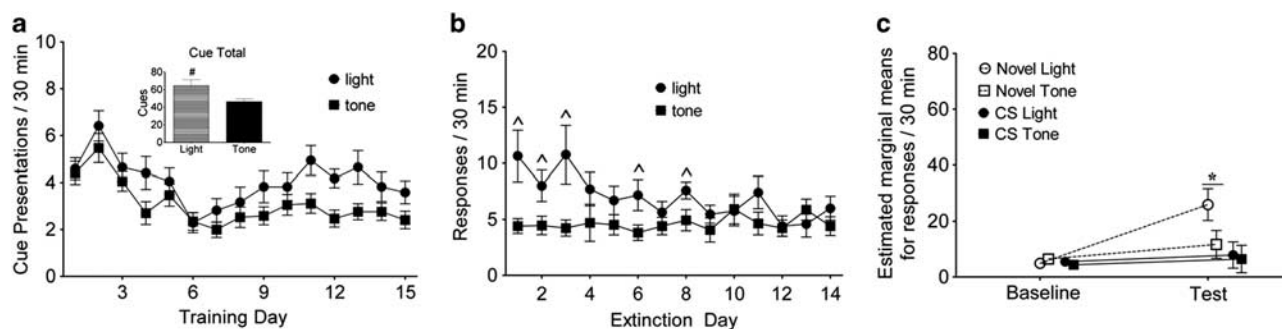 a
Cue Presentations / 30 min
10
8
6
4
2
0
Cue Total
Cues
80
60
40
20
0
#
Light
Tone
light
tone
3
6
9
12
15
Training Day
b
Responses / 30 min
20
15
10
5
0
^
^
^
^
^
light
tone
2
4
6
8
10
12
14
Extinction Day
c
Estimated marginal means
for responses / 30 min
80
60
40
20
0
Novel Light
Novel Tone
CS Light
CS Tone
*
Baseline
Test